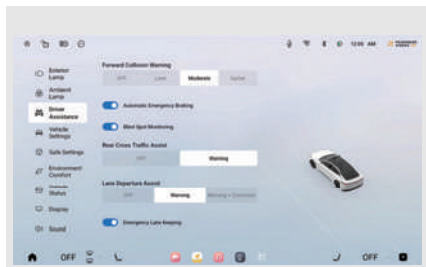 12:05 AM
Exterior
Lamp
Ambient
Lamp
Driver
Assistance
Vehicle
Settings
Safe Settings
Environment
Comfort
Status
Display
Sound
Forward Collision Warning
OFF Late Moderate Earlier
Automatic Emergency Braking
Blind Spot Monitoring
Rear Cross Traffic Assist
OFF Warning
Lane Departure Assist
OFF Warning Warning + Correction
Emergency Lane Keeping
OFF OFF